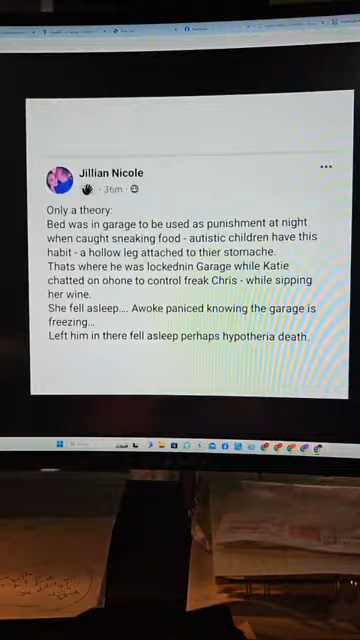 Jillian Nicole
36m
Only a theory:
Bed was in garage to be used as punishment at night
when caught sneaking food - autistic children have this
habit - a hollow leg attached to thier stomache.
Thats where he was lockednin Garage while Katie
chatted on ohone to control freak Chris - while sipping
her wine.
She fell asleep.... Awoke paniced knowing the garage is
freezing...
Left him in there fell asleep perhaps hypotheria death.